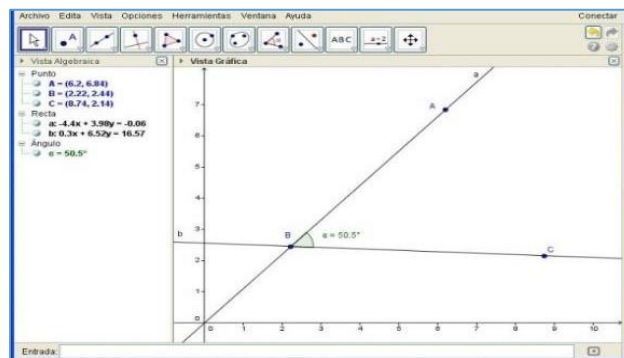 Archivo Edita Vista Opciones Herramientas Ventana Ayuda Conectar
A ABC a=2
Vista Algebraica Vista Gráfica
Punto
A = (6.2, 6.84)
B = (2.22, 2.44)
C = (8.74, 2.14)
Recta
a: -4.4x + 3.98y = -0.06
b: 0.3x + 6.52y = 16.57
Ángulo
α = 50.5°
a
A
7
6
5
4
b
3
B α = 50.5°
C
2
1
0
0 1 2 3 4 5 6 7 8 9 10
Entrada: